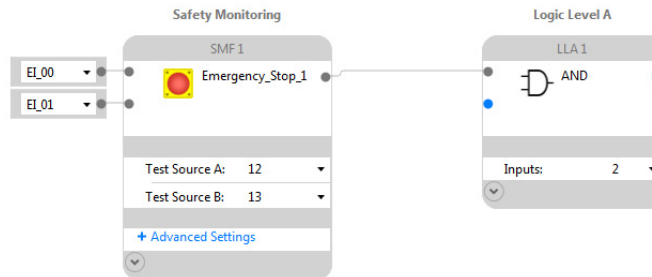 Safety Monitoring
Logic Level A
SMF 1
LLA 1
EI_00
Emergency_Stop_1
AND
EI_01
Test Source A: 12
Inputs: 2
Test Source B: 13
+ Advanced Settings